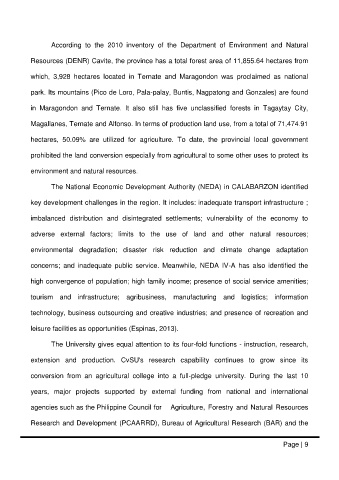 According to the 2010 inventory of the Department of Environment and Natural
Resources (DENR) Cavite, the province has a total forest area of 11,855.64 hectares from
which, 3,928 hectares located in Ternate and Maragondon was proclaimed as national
park. Its mountains (Pico de Loro, Pala-palay, Buntis, Nagpatong and Gonzales) are found
in Maragondon and Ternate. It also still has five unclassified forests in Tagaytay City,
Magallanes, Ternate and Alfonso. In terms of production land use, from a total of 71,474.91
hectares, 50.09% are utilized for agriculture. To date, the provincial local government
prohibited the land conversion especially from agricultural to some other uses to protect its
environment and natural resources.
The National Economic Development Authority (NEDA) in CALABARZON identified
key development challenges in the region. It includes: inadequate transport infrastructure ;
imbalanced distribution and disintegrated settlements; vulnerability of the economy to
adverse external factors; limits to the use of land and other natural resources;
environmental degradation; disaster risk reduction and climate change adaptation
concerns; and inadequate public service. Meanwhile, NEDA IV-A has also identified the
high convergence of population; high family income; presence of social service amenities;
tourism and infrastructure; agribusiness, manufacturing and logistics; information
technology, business outsourcing and creative industries; and presence of recreation and
leisure facilities as opportunities (Espinas, 2013).
The University gives equal attention to its four-fold functions - instruction, research,
extension and production. CvSU's research capability continues to grow since its
conversion from an agricultural college into a full-pledge university. During the last 10
years, major projects supported by external funding from national and international
agencies such as the Philippine Council for Agriculture, Forestry and Natural Resources
Research and Development (PCAARRD), Bureau of Agricultural Research (BAR) and the
Page | 9